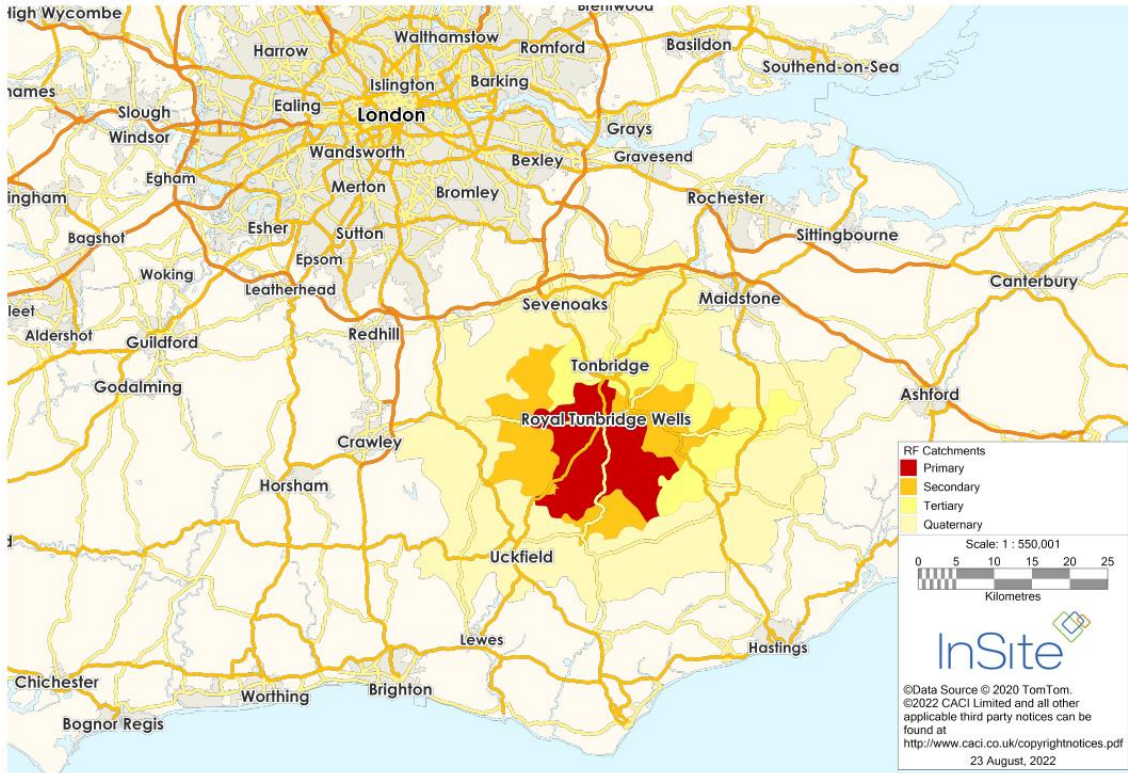 High Wycombe
Brentwood
Walthamstow
Harrow
Romford
Basildon
Southend-on-Sea
Islington
Barking
Ealing
London
Slough
Windsor
Grays
Wandsworth
Bexley
Gravesend
Egham
Merton
Bromley
Rochester
Esher
Sutton
Sittingbourne
Bagshot
Epsom
Woking
Leatherhead
Sevenoaks
Maidstone
Canterbury
Aldershot
Guildford
Redhill
Godalming
Tonbridge
Ashford
Royal Tunbridge Wells
Crawley
Horsham
Uckfield
Lewes
Hastings
Chichester
Worthing
Brighton
Bognor Regis
RF Catchments
Primary
Secondary
Tertiary
Quaternary
Scale: 1 : 550,001
0 5 10 15 20 25
Kilometres
InSite
©Data Source © 2020 TomTom.
©2022 CACI Limited and all other
applicable third party notices can be
found at
http://www.caci.co.uk/copyrightnotices.pdf
23 August, 2022